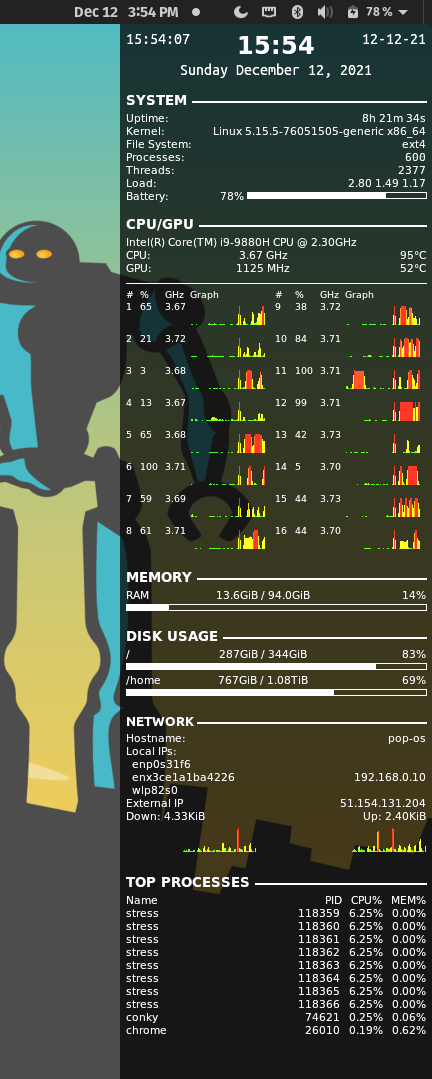 Dec 12 3:54 PM 78 %
15:54:07 15:54 12-12-21
Sunday December 12, 2021
SYSTEM
Uptime: 8h 21m 34s
Kernel: Linux 5.15.5-76051505-generic x86_64
File System: ext4
Processes: 600
Threads: 2377
Load: 2.80 1.49 1.17
Battery: 78%
CPU/GPU
Intel(R) Core(TM) i9-9880H CPU @ 2.30GHz
CPU: 3.67 GHz 95°C
GPU: 1125 MHz 52°C
# % GHz Graph # % GHz Graph
1 65 3.67 9 38 3.72
2 21 3.72 10 84 3.71
3 3 3.68 11 100 3.71
4 13 3.67 12 99 3.71
5 65 3.68 13 42 3.73
6 100 3.71 14 5 3.70
7 59 3.69 15 44 3.73
8 61 3.71 16 44 3.70
MEMORY
RAM 13.6GiB / 94.0GiB 14%
DISK USAGE
/ 287GiB / 344GiB 83%
/home 767GiB / 1.08TiB 69%
NETWORK
Hostname: pop-os
Local IPs:
enp0s31f6
enx3ce1a1ba4226 192.168.0.10
wlp82s0
External IP 51.154.131.204
Down: 4.33KiB Up: 2.40KiB
TOP PROCESSES
Name PID CPU% MEM%
stress 118359 6.25% 0.00%
stress 118360 6.25% 0.00%
stress 118361 6.25% 0.00%
stress 118362 6.25% 0.00%
stress 118363 6.25% 0.00%
stress 118364 6.25% 0.00%
stress 118365 6.25% 0.00%
stress 118366 6.25% 0.00%
conky 74621 0.25% 0.06%
chrome 26010 0.19% 0.62%